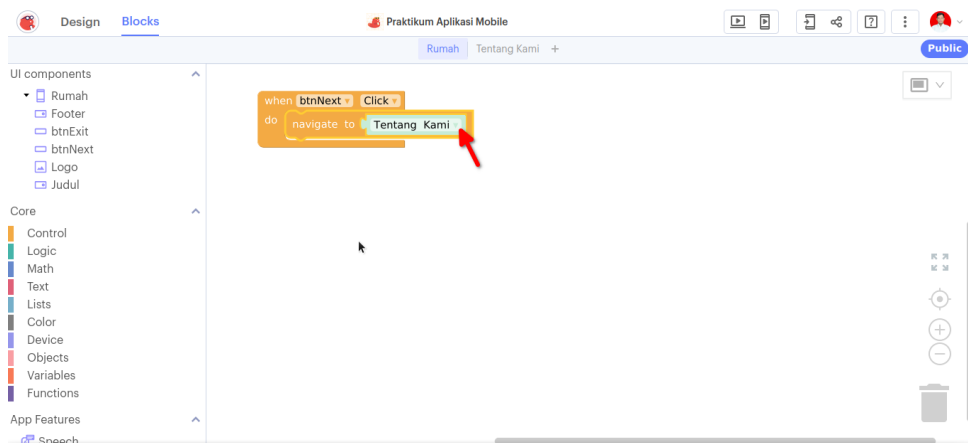 Design Blocks Praktikum Aplikasi Mobile
Rumah Tentang Kami + Public
UI components
Rumah
Footer
btnExit
btnNext
Logo
Judul
Core
Control
Logic
Math
Text
Lists
Color
Device
Objects
Variables
Functions
App Features
Speech
when btnNext Click
do navigate to Tentang Kami